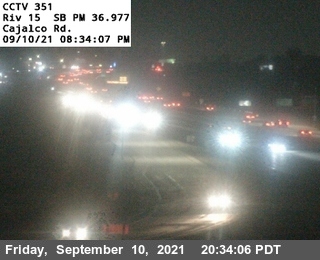 CCTV 351
Riv 15 SB PM 36.977
Cajalco Rd.
09/10/21 08:34:07 PM
Friday, September 10, 2021 20:34:06 PDT